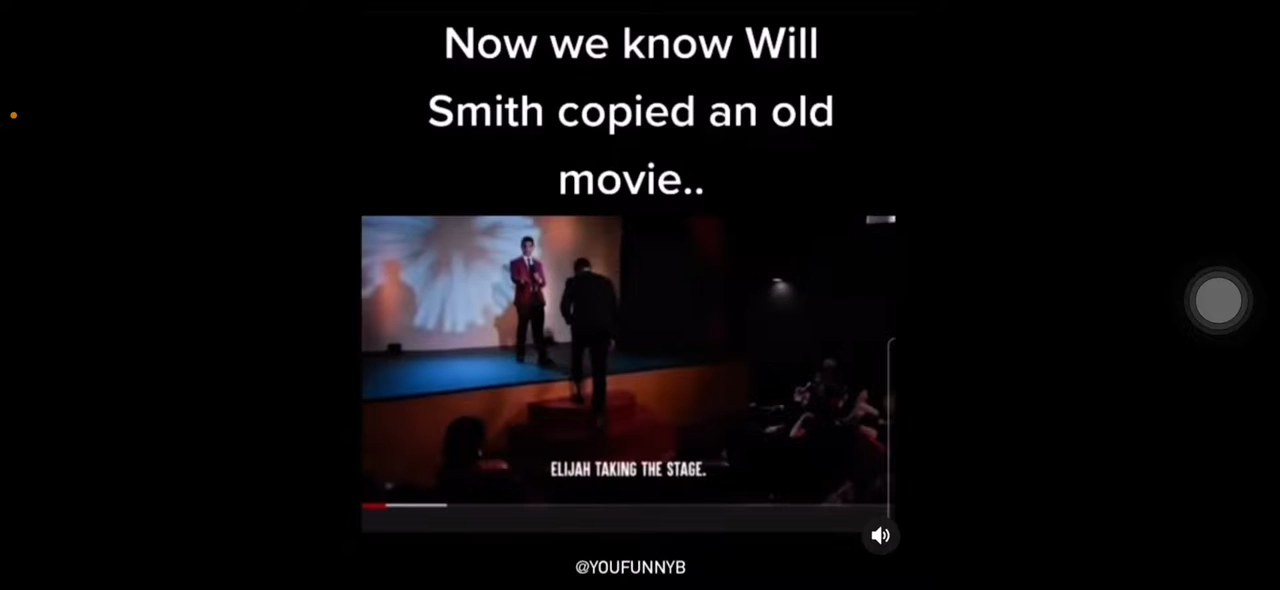 Now we know Will
Smith copied an old
movie..
ELIJAH TAKING THE STAGE.
@YOUFUNNYB